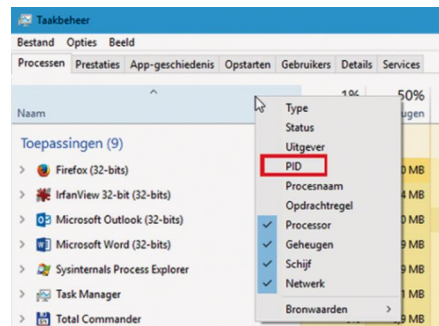 Taakbeheer
Bestand Opties Beeld
Processen Prestaties App-geschiedenis Opstarten Gebruikers Details Services
1% 50%
Naam
Toepassingen (9)
Firefox (32-bits)
IrfanView 32-bit (32-bits)
Microsoft Outlook (32-bits)
Microsoft Word (32-bits)
Sysinternals Process Explorer
Task Manager
Total Commander
Type
Status
Uitgever
PID
Procesnaam
Opdrachtregel
Processor
Geheugen
Schijf
Netwerk
Bronwaarden